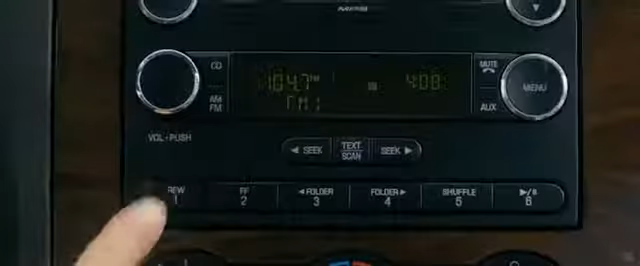 CD
AM
FM
104.7
4:08
FM1
MUTE
AUX
MENU
VOL • PUSH
◄ SEEK
TEXT
SCAN
SEEK ►
REW
1
FF
2
◄ FOLDER
3
FOLDER ►
4
SHUFFLE
5
►/II
6